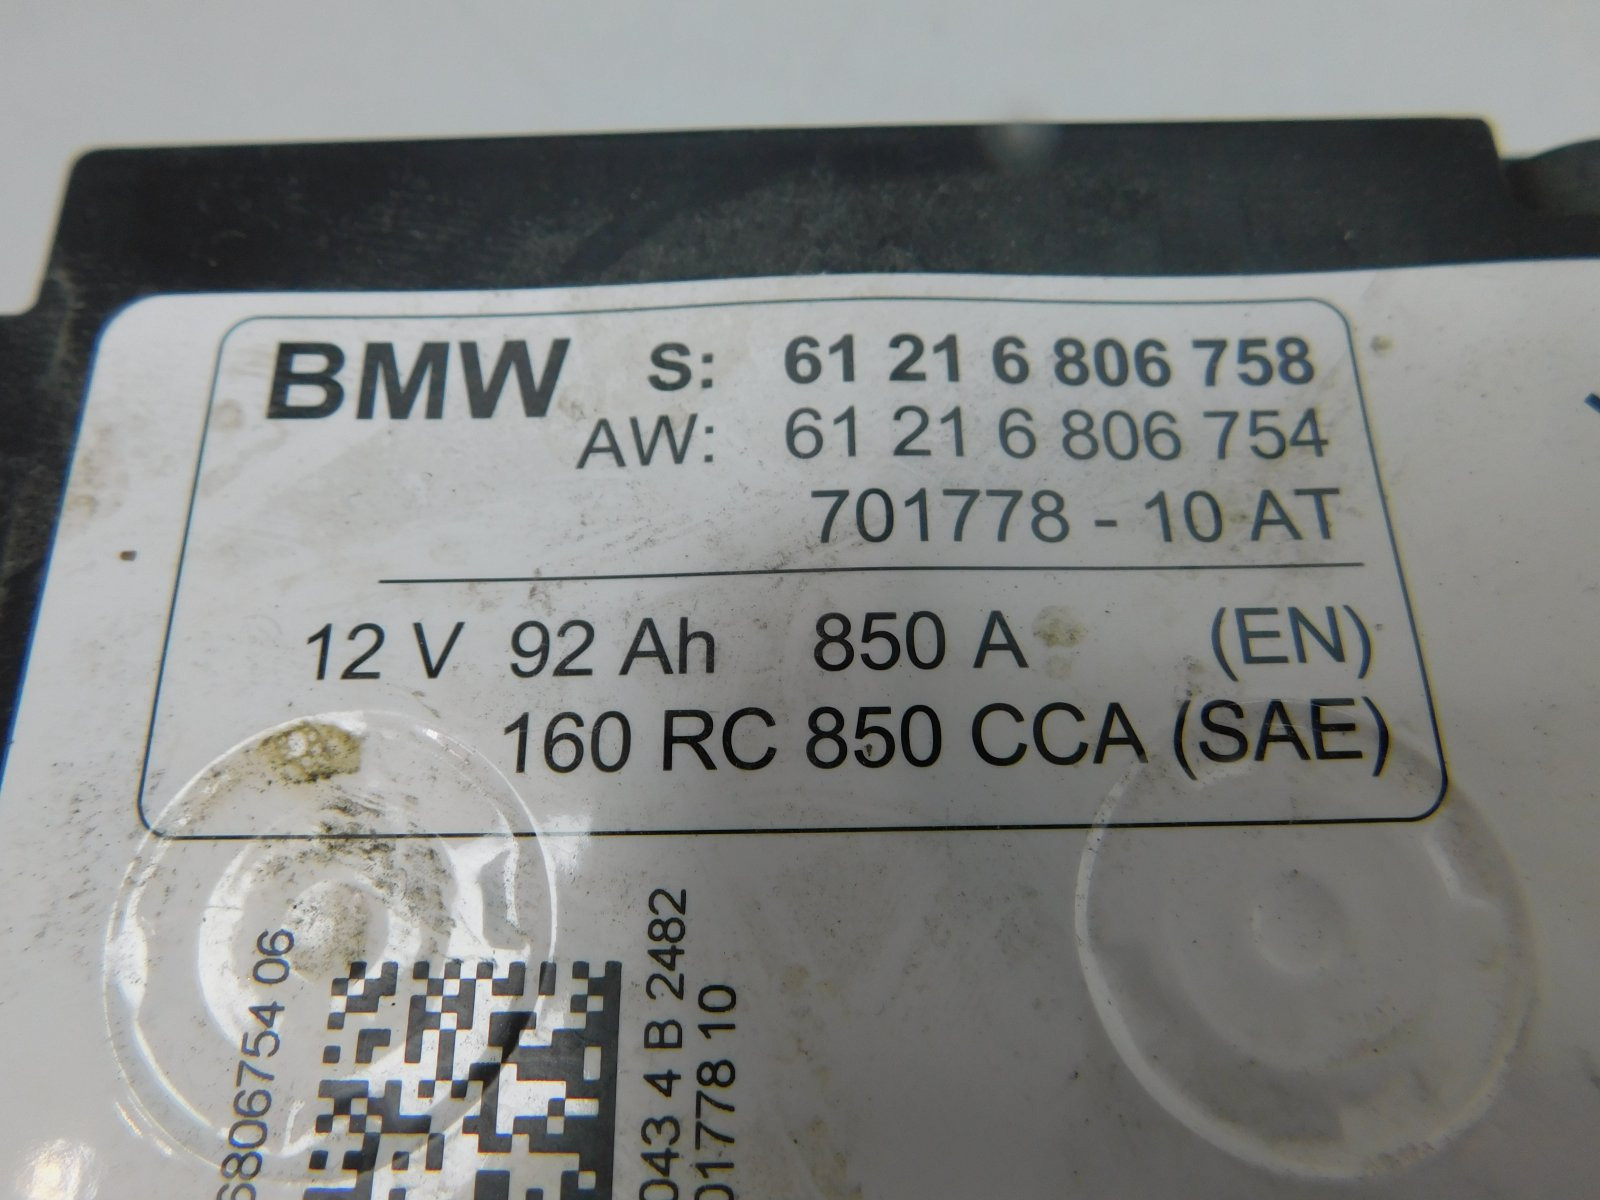 BMW S: 61 21 6 806 758
AW: 61 21 6 806 754
701778 - 10 AT
12 V 92 Ah 850 A (EN)
160 RC 850 CCA (SAE)
6806754 06
043 4 B 2482
01778 10